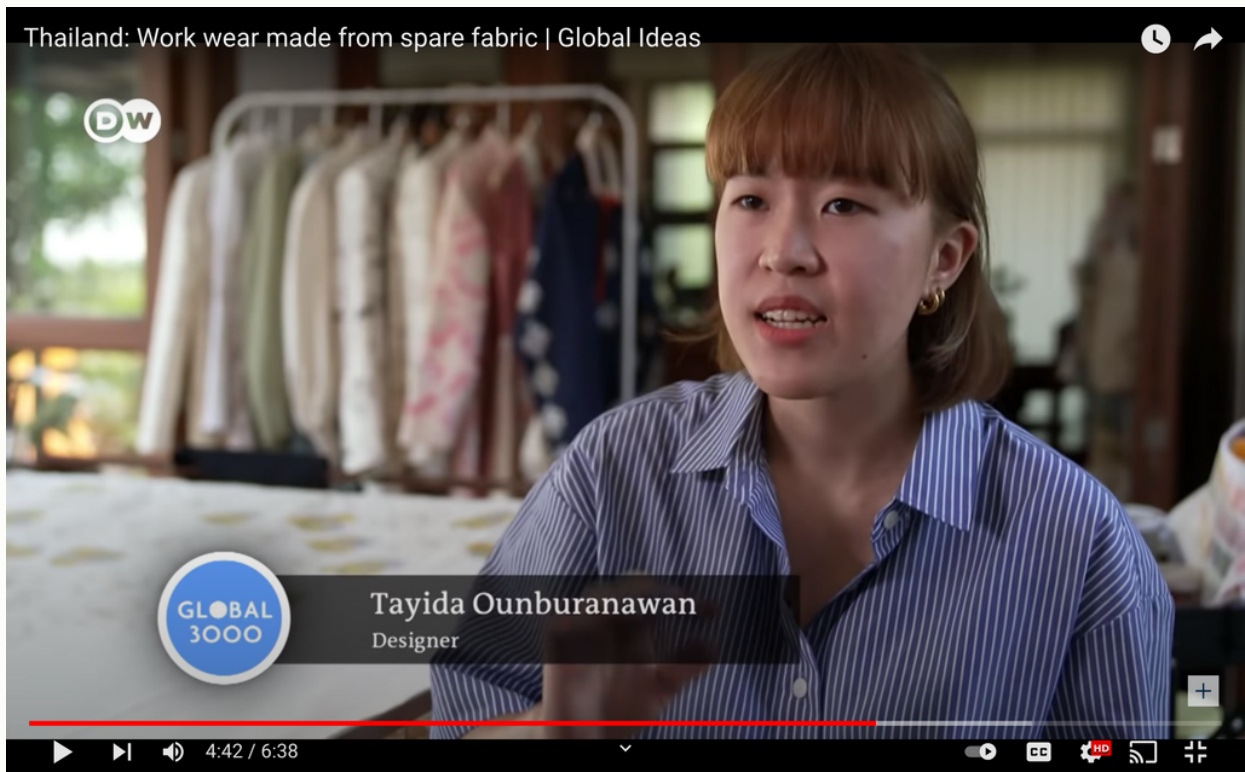 Thailand: Work wear made from spare fabric | Global Ideas
DW
GLOBAL
3000
Tayida Ounburanawan
Designer
4:42 / 6:38
CC
HD